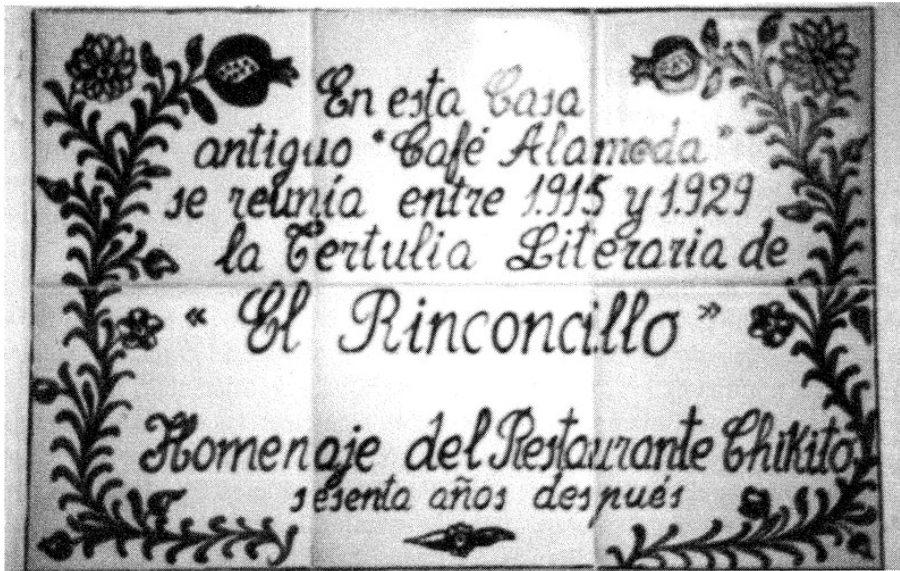 En esta Casa
antiguo "Café Alameda"
se reunía entre 1.915 y 1.929
la Tertulia Literaria de
« El Rinconcillo »
Homenaje del Restaurante Chikito
sesenta años después